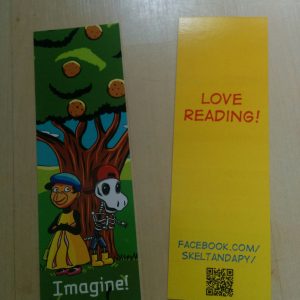 Imagine!
LOVE
READING!
FACEBOOK.COM/
SKELTANDAPY/